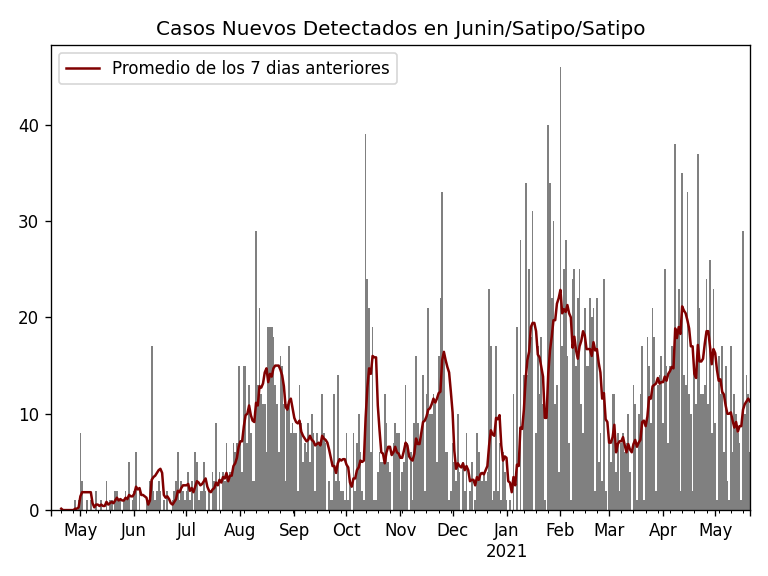 Casos Nuevos Detectados en Junin/Satipo/Satipo
Promedio de los 7 dias anteriores
40
30
20
10
0
May Jun Jul Aug Sep Oct Nov Dec Jan Feb Mar Apr May
2021